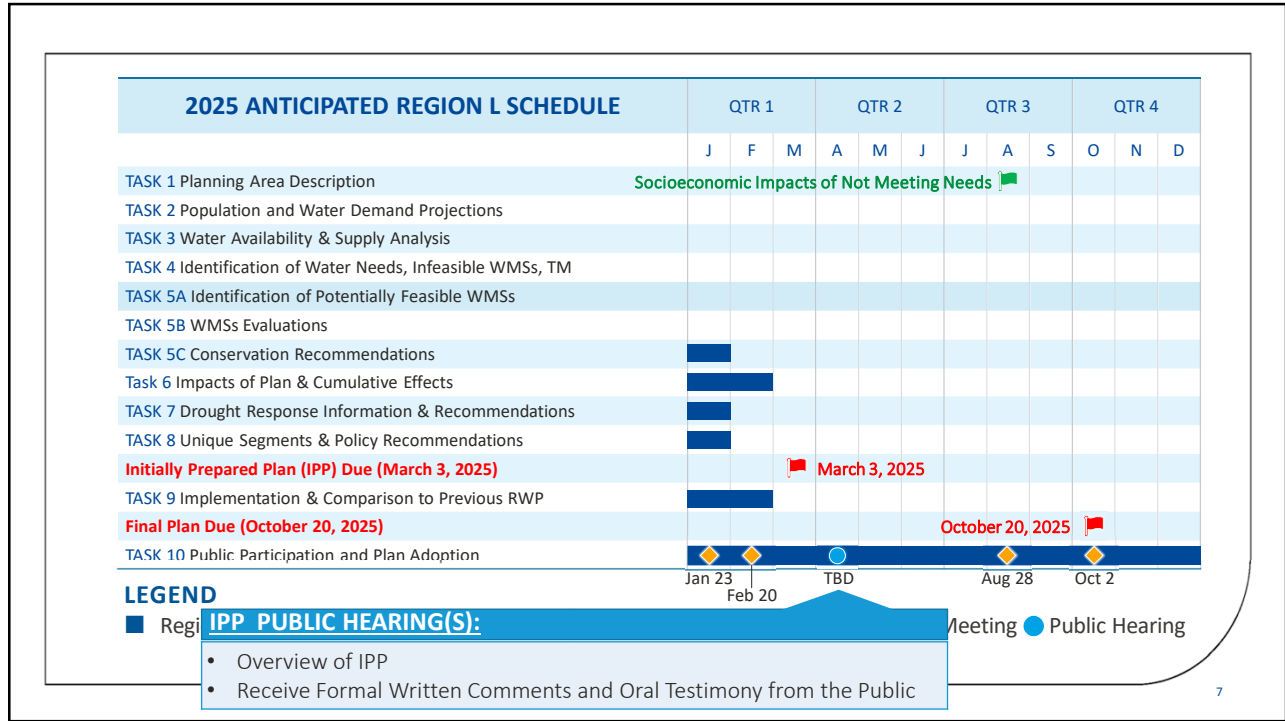 2025 ANTICIPATED REGION L SCHEDULE QTR 1 QTR 2 QTR 3 QTR 4
J F M A M J J A S O N D
TASK 1 Planning Area Description Socioeconomic Impacts of Not Meeting Needs
TASK 2 Population and Water Demand Projections
TASK 3 Water Availability & Supply Analysis
TASK 4 Identification of Water Needs, Infeasible WMSs, TM
TASK 5A Identification of Potentially Feasible WMSs
TASK 5B WMSs Evaluations
TASK 5C Conservation Recommendations
Task 6 Impacts of Plan & Cumulative Effects
TASK 7 Drought Response Information & Recommendations
TASK 8 Unique Segments & Policy Recommendations
Initially Prepared Plan (IPP) Due (March 3, 2025) March 3, 2025
TASK 9 Implementation & Comparison to Previous RWP
Final Plan Due (October 20, 2025) October 20, 2025
TASK 10 Public Participation and Plan Adoption
Jan 23 TBD Aug 28 Oct 2
Feb 20
LEGEND
Regi Meeting Public Hearing
IPP PUBLIC HEARING(S):
• Overview of IPP
• Receive Formal Written Comments and Oral Testimony from the Public
7